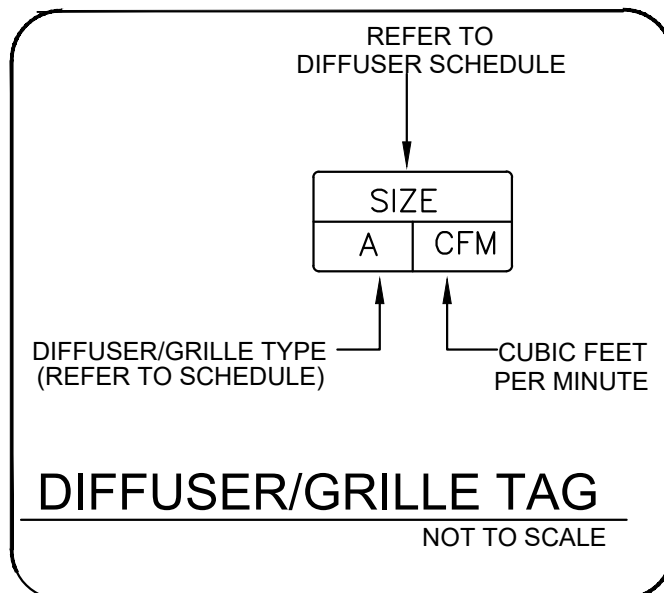 REFER TO
DIFFUSER SCHEDULE
SIZE
A
CFM
DIFFUSER/GRILLE TYPE
(REFER TO SCHEDULE)
CUBIC FEET
PER MINUTE
DIFFUSER/GRILLE TAG
NOT TO SCALE